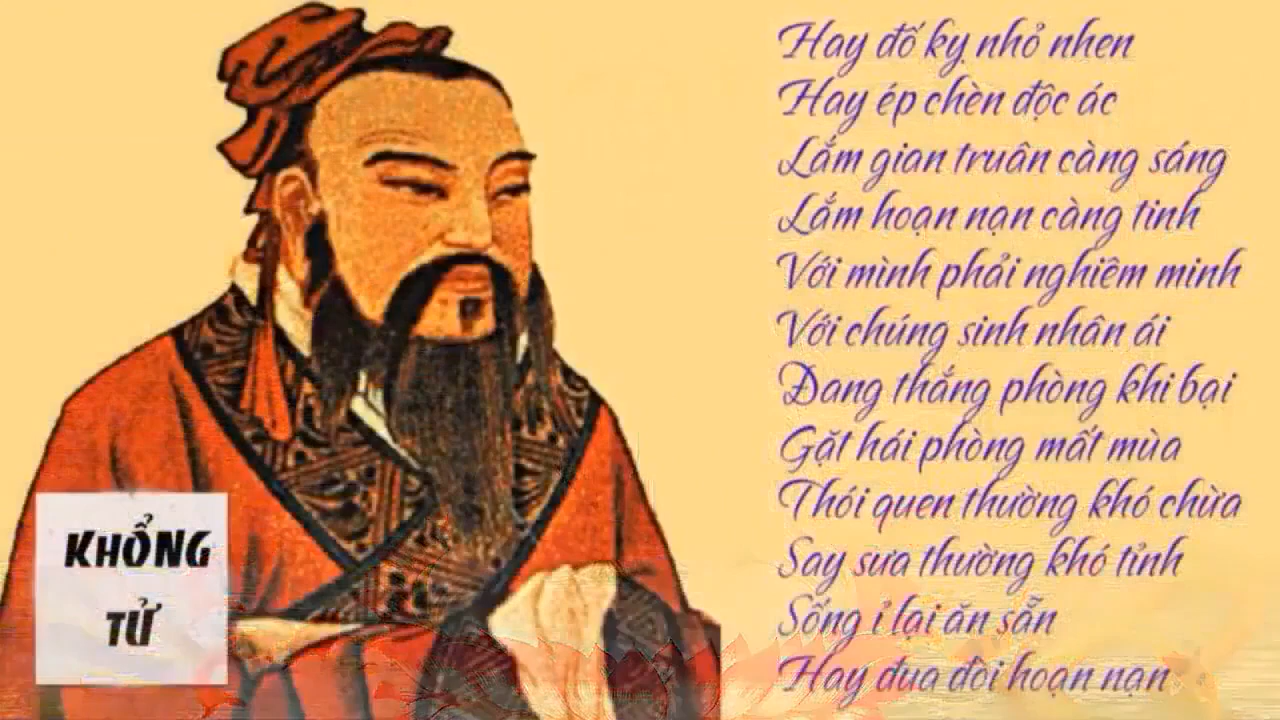 KHỔNG
TỬ
Hay đố kỵ nhỏ nhen
Hay ép chèn độc ác
Lắm gian truân càng sáng
Lắm hoạn nạn càng tinh
Với mình phải nghiêm minh
Với chúng sinh nhân ái
Đang thắng phòng khi bại
Gặt hái phòng mất mùa
Thói quen thường khó chừa
Say sưa thường khó tỉnh
Sống ỉ lại ăn sẵn
Hay đua đòi hoạn nạn